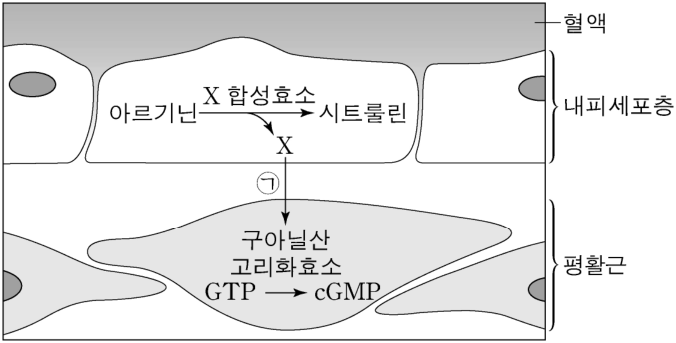 혈액
X 합성효소
아르기닌 시트룰린
내피세포층
X
㉠
구아닐산
고리화효소
평활근
GTP cGMP